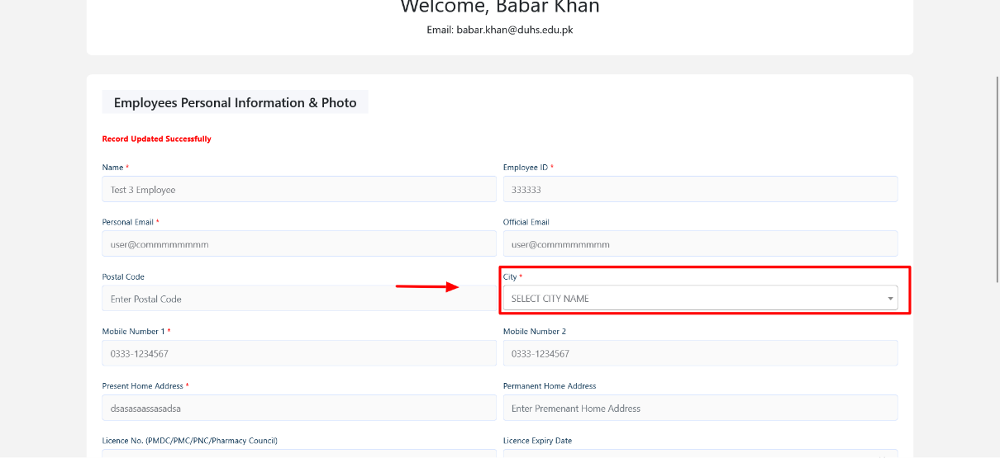 Welcome, Babar Khan
Email: babar.khan@duhs.edu.pk
Employees Personal Information & Photo
Record Updated Successfully
Name *
Employee ID *
Test 3 Employee
333333
Personal Email *
Official Email
user@commmmmmmm
user@commmmmmmm
Postal Code
City *
Enter Postal Code
SELECT CITY NAME
Mobile Number 1 *
Mobile Number 2
0333-1234567
0333-1234567
Present Home Address *
Permanent Home Address
dsasasaassasadsa
Enter Premenant Home Address
Licence No. (PMDC/PMC/PNC/Pharmacy Council)
Licence Expiry Date